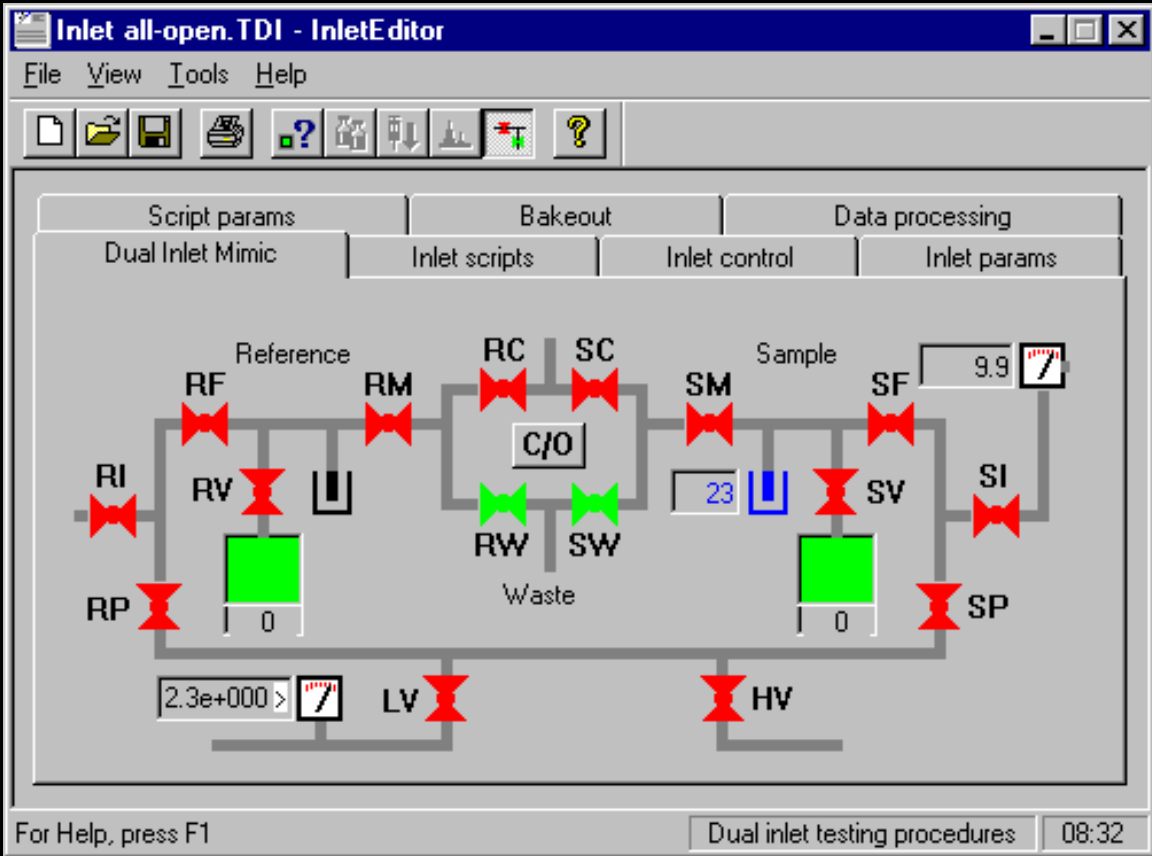 Inlet all-open.TDI - InletEditor
File View Tools Help
Script params Bakeout Data processing
Dual Inlet Mimic Inlet scripts Inlet control Inlet params
Reference RC SC Sample 9.9
RF RM SM SF
C/O
RI RV 23 SV SI
RW SW
Waste
RP 0 0 SP
2.3e+000 > LV HV
For Help, press F1 Dual inlet testing procedures 08:32